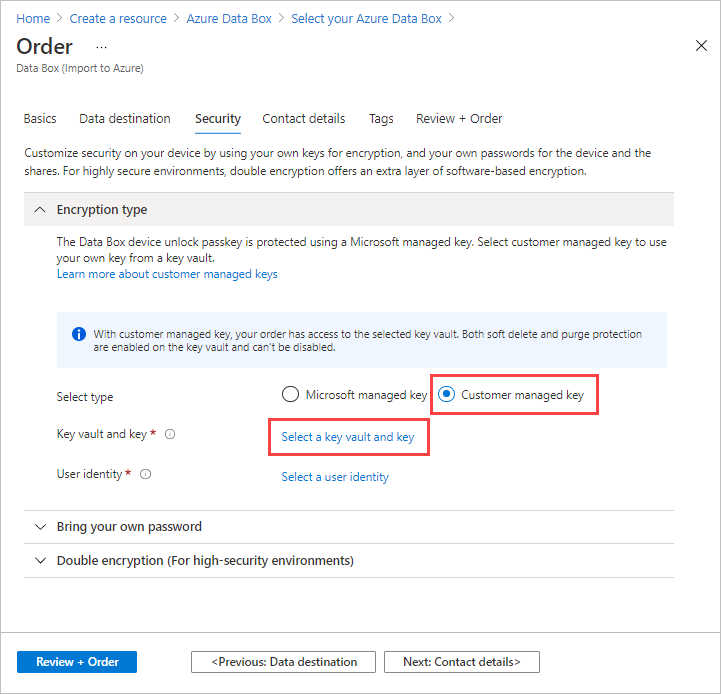 Home > Create a resource > Azure Data Box > Select your Azure Data Box >
Order ...
Data Box (Import to Azure)
Basics Data destination Security Contact details Tags Review + Order
Customize security on your device by using your own keys for encryption, and your own passwords for the device and the
shares. For highly secure environments, double encryption offers an extra layer of software-based encryption.
Encryption type
The Data Box device unlock passkey is protected using a Microsoft managed key. Select customer managed key to use
your own key from a key vault.
Learn more about customer managed keys
With customer managed key, your order has access to the selected key vault. Both soft delete and purge protection
are enabled on the key vault and can't be disabled.
Select type Microsoft managed key Customer managed key
Key vault and key * Select a key vault and key
User identity * Select a user identity
Bring your own password
Double encryption (For high-security environments)
Review + Order <Previous: Data destination Next: Contact details>